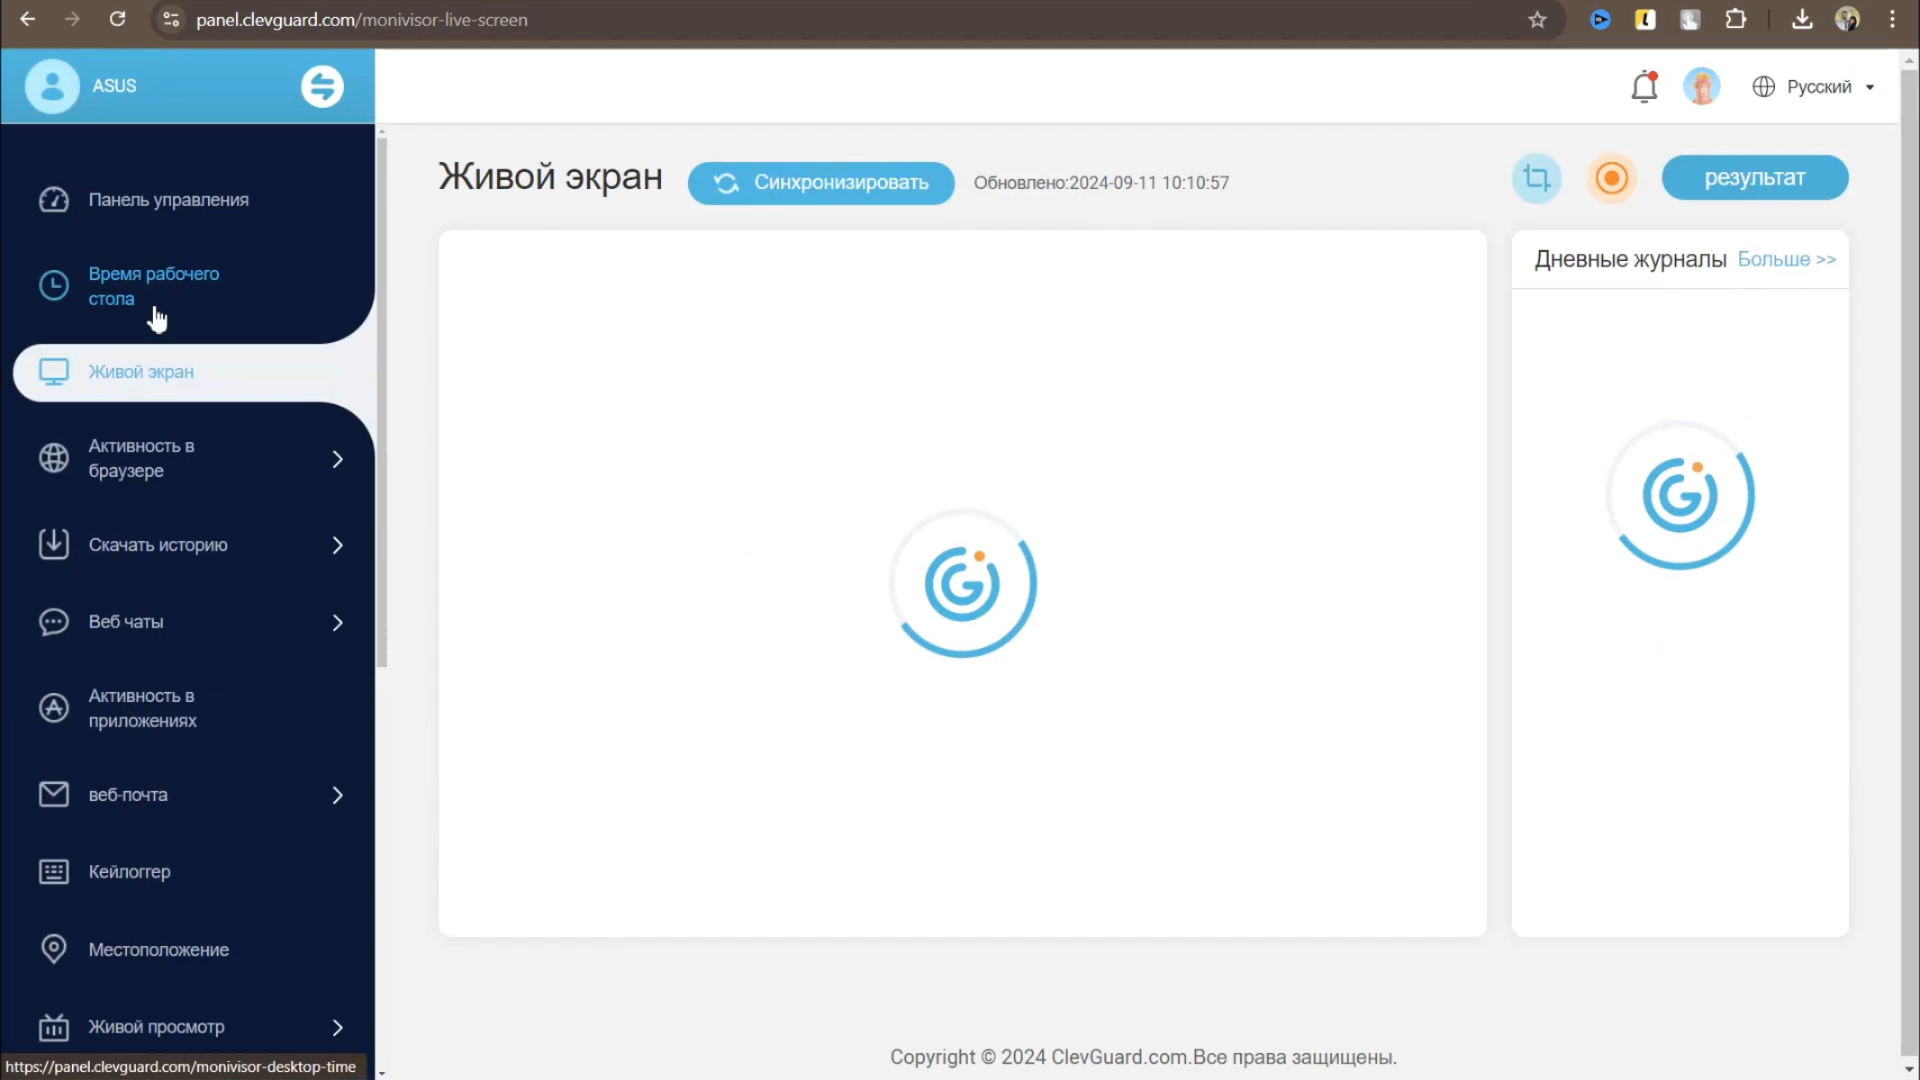 panel.clevguard.com/monivisor-live-screen
ASUS
Русский
Панель управления
Время рабочего
стола
Живой экран
Активность в
браузере
Скачать историю
Веб чаты
Активность в
приложениях
веб-почта
Кейлоггер
Местоположение
Живой просмотр
Живой экран
Синхронизировать
Обновлено:2024-09-11 10:10:57
результат
Дневные журналы
Больше >>
Copyright © 2024 ClevGuard.com.Все права защищены.
https://panel.clevguard.com/monivisor-desktop-time